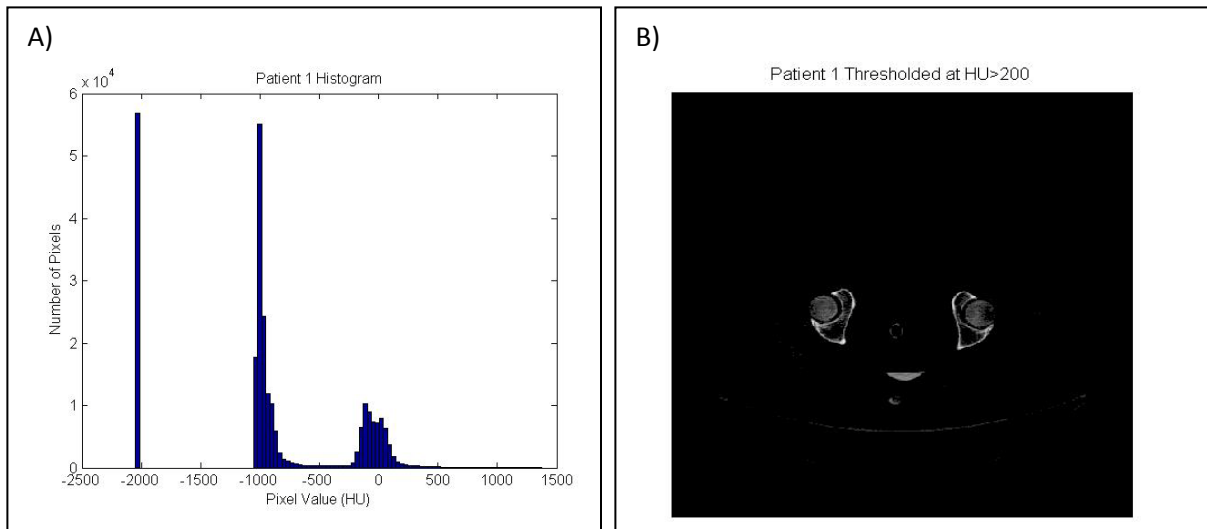 A)
Patient 1 Histogram
x 10^4
6
5
4
3
2
1
0
-2500 -2000 -1500 -1000 -500 0 500 1000 1500
Number of Pixels
Pixel Value (HU)
B)
Patient 1 Thresholded at HU>200